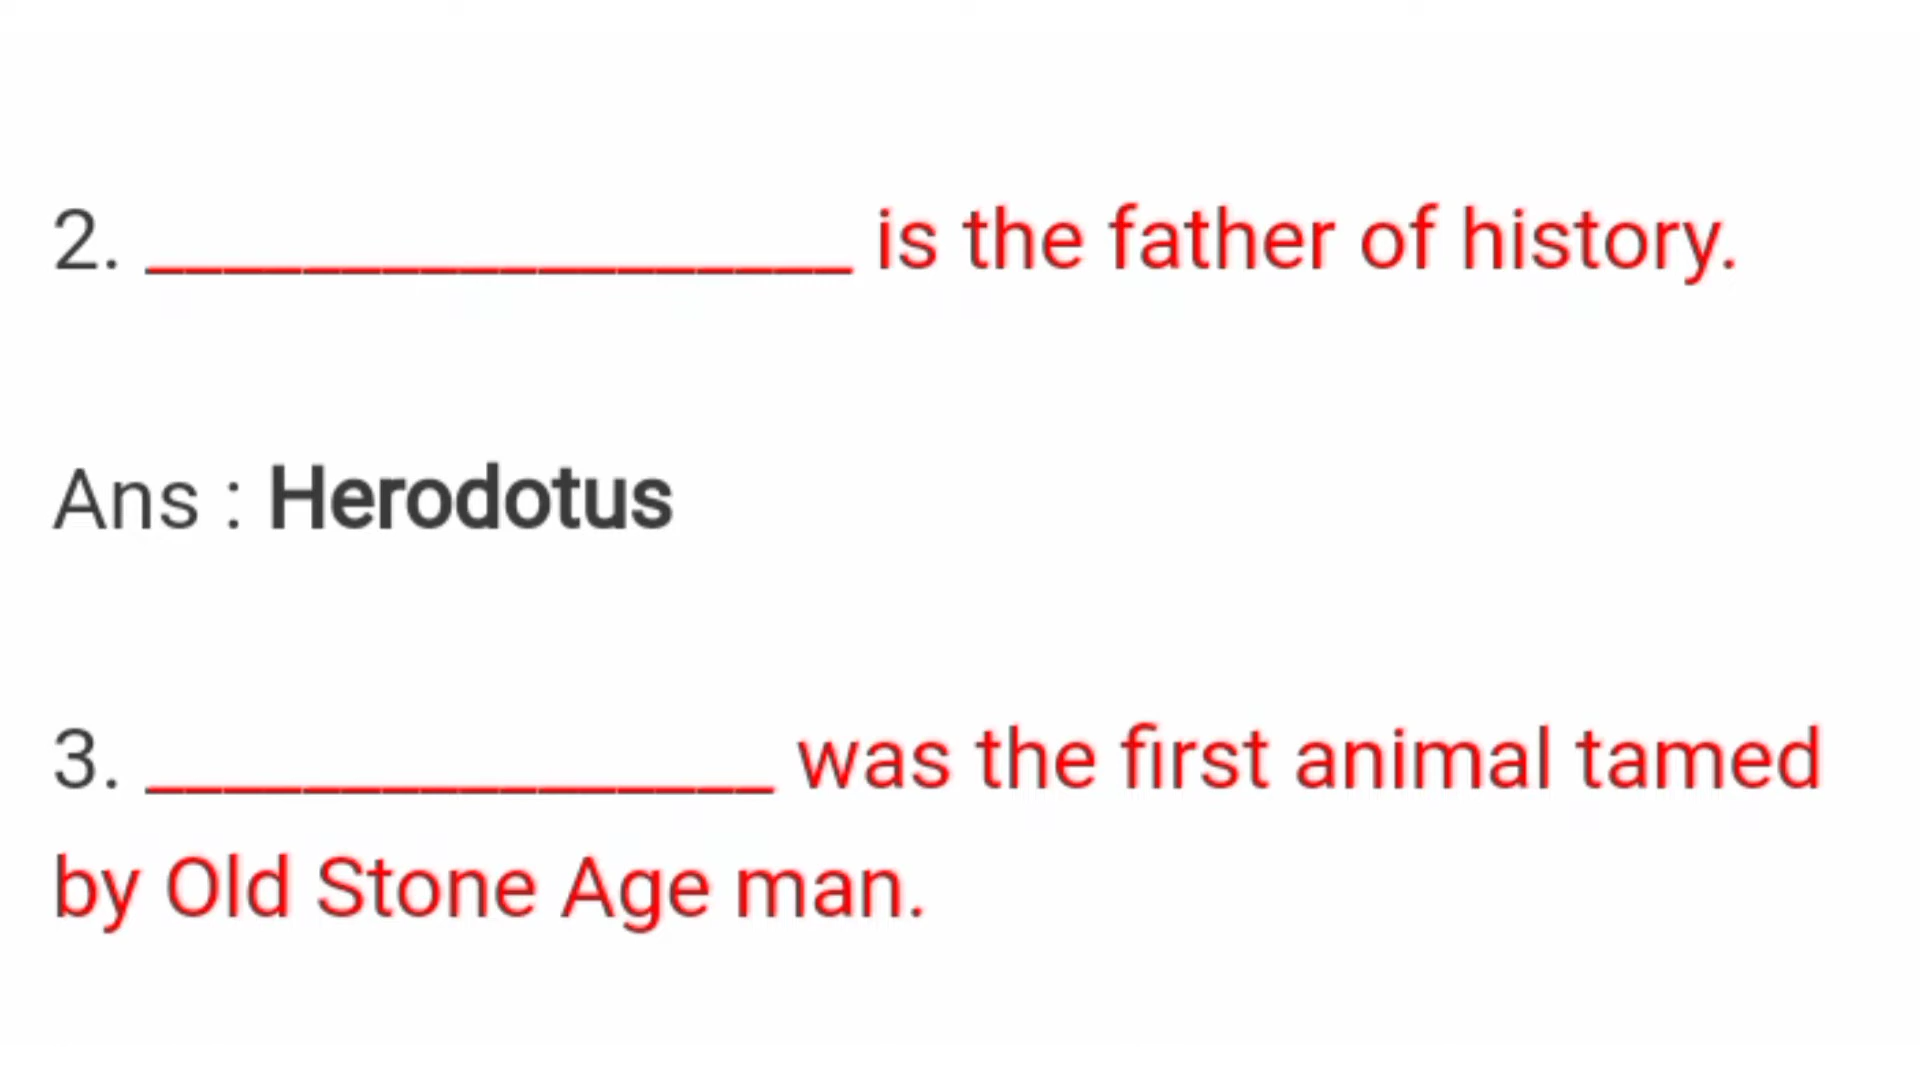 2. __________________ is the father of history.
Ans : Herodotus
3. ________________ was the first animal tamed
by Old Stone Age man.